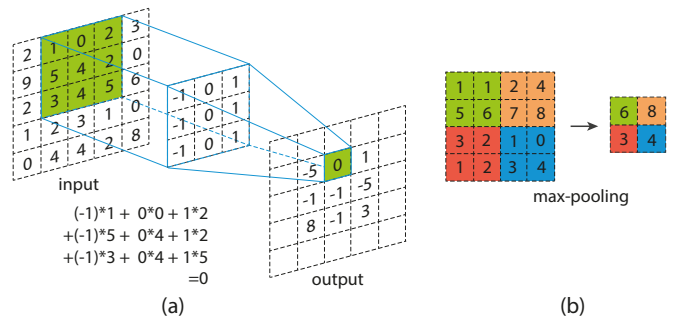 2 1 0 2 3
9 5 4 2 0
2 3 4 5 6
1 2 3 1 0
0 4 4 2 8
input
-1 0 1
-1 0 1
-1 0 1
(-1)*1 + 0*0 + 1*2
+(-1)*5 + 0*4 + 1*2
+(-1)*3 + 0*4 + 1*5
=0
-5 0 1
-1 -1 -5
8 -1 3
output
(a)
1 1 2 4
5 6 7 8
3 2 1 0
1 2 3 4
6 8
3 4
max-pooling
(b)